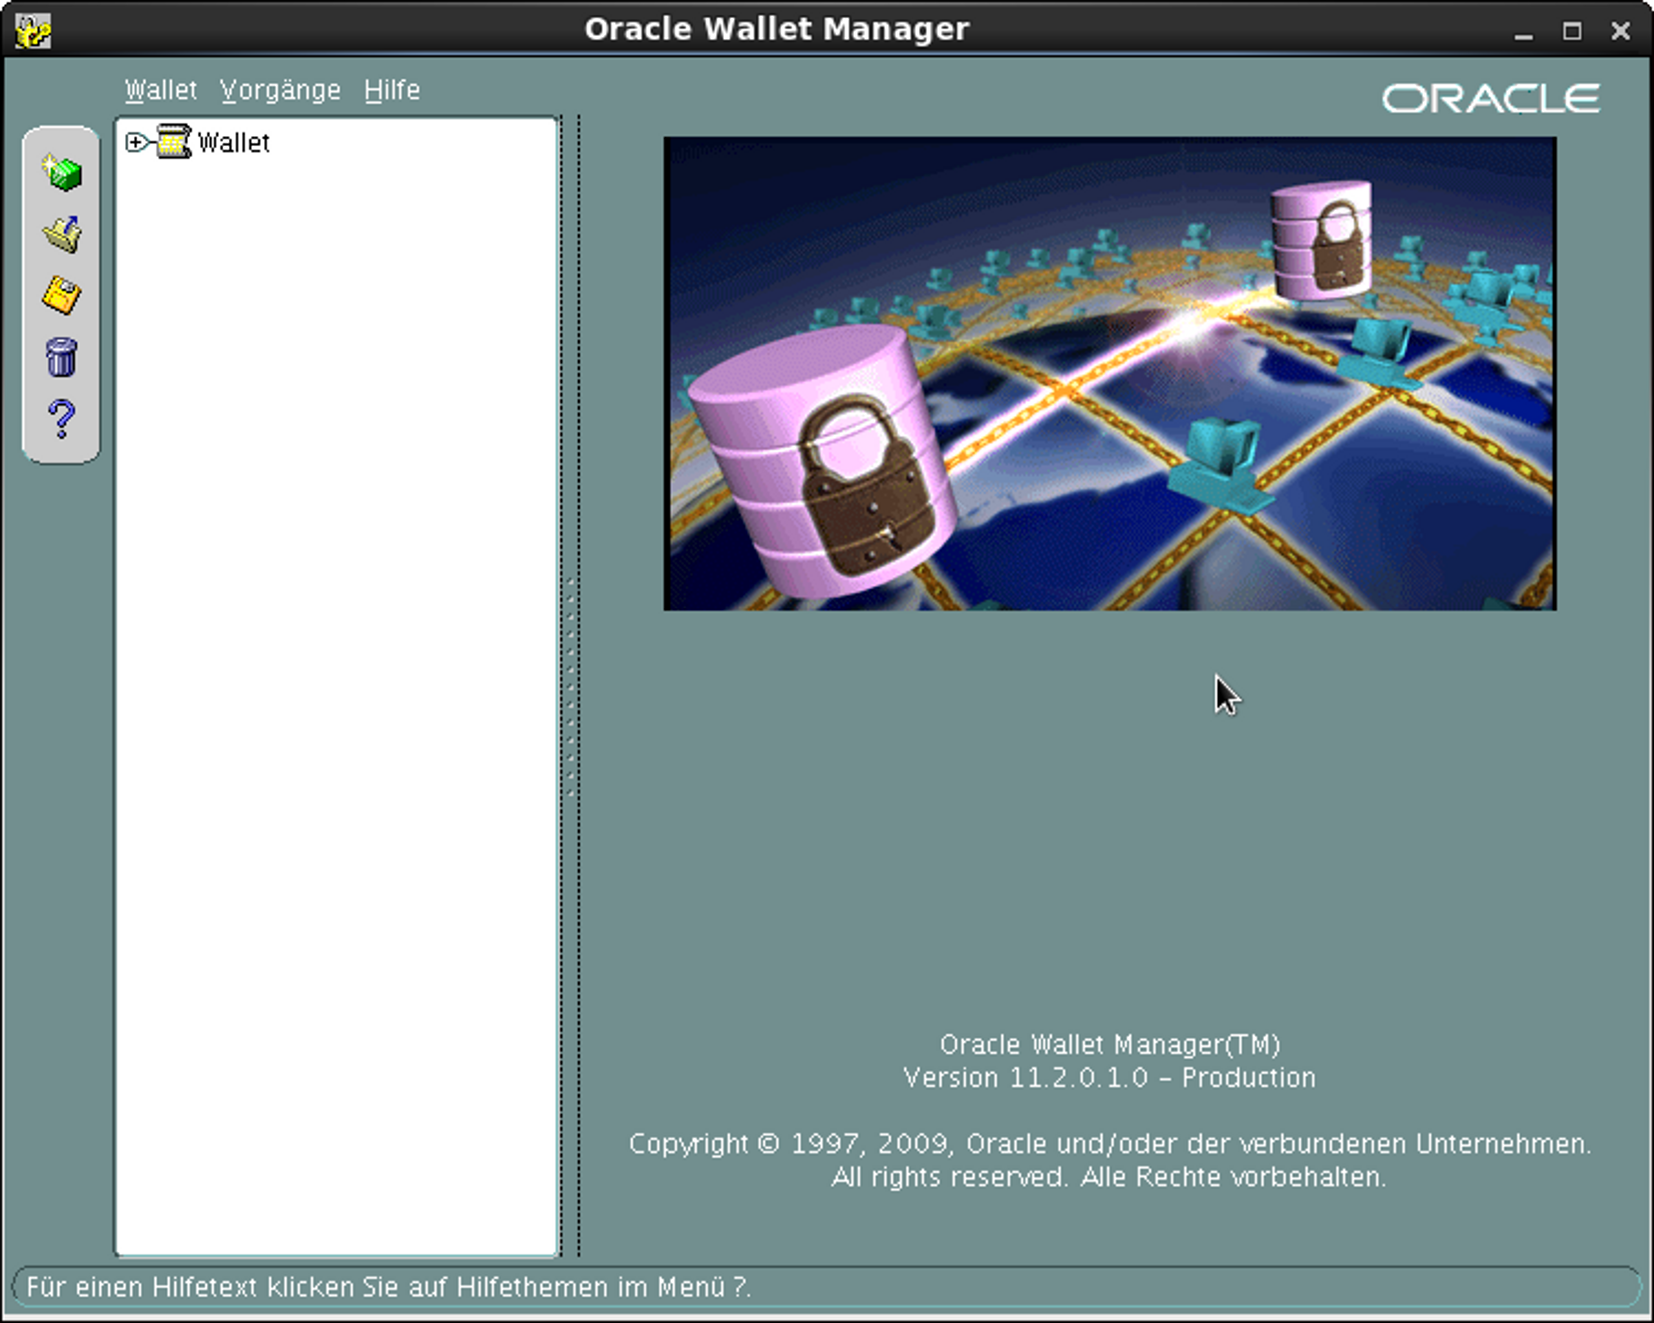 Oracle Wallet Manager
Wallet Vorgänge Hilfe
ORACLE
Wallet
?
Oracle Wallet Manager(TM)
Version 11.2.0.1.0 – Production
Copyright © 1997, 2009, Oracle und/oder der verbundenen Unternehmen.
All rights reserved. Alle Rechte vorbehalten.
Für einen Hilfetext klicken Sie auf Hilfethemen im Menü ?.